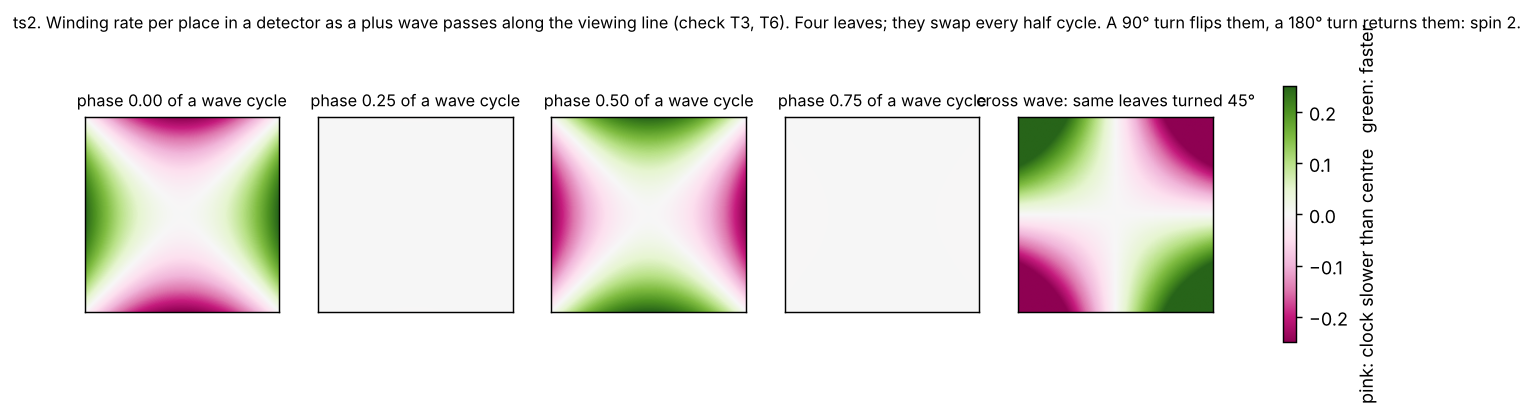 ts2. Winding rate per place in a detector as a plus wave passes along the viewing line (check T3, T6). Four leaves; they swap every half cycle. A 90° turn flips them, a 180° turn returns them: spin 2.
phase 0.00 of a wave cycle
phase 0.25 of a wave cycle
phase 0.50 of a wave cycle
phase 0.75 of a wave cycle
cross wave: same leaves turned 45°
0.2
0.1
0.0
−0.1
−0.2
pink: clock slower than centre   green: faster